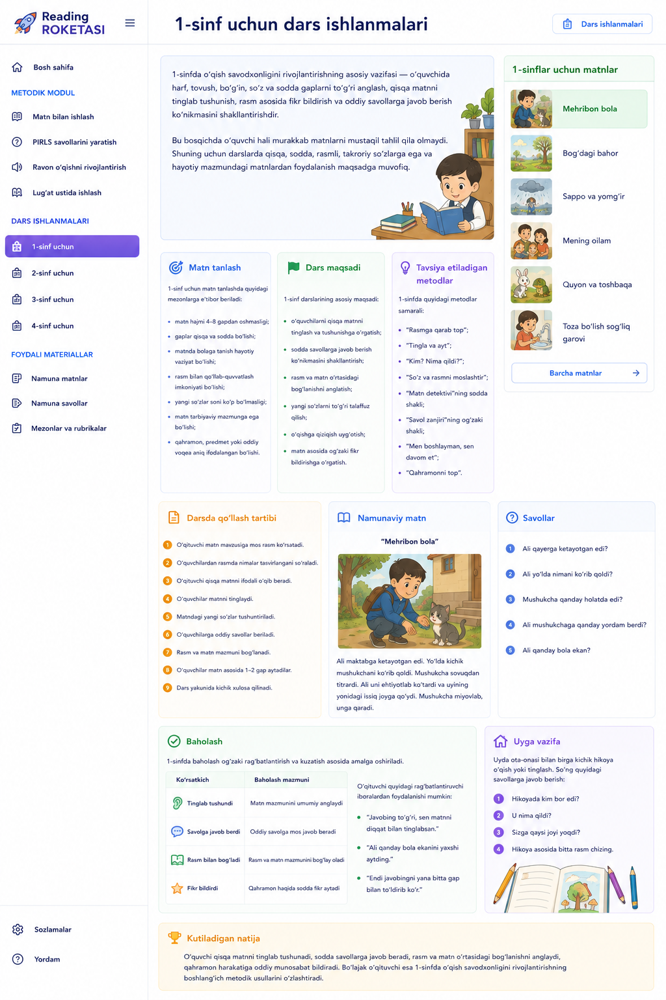 Reading
ROKETASI
1-sinf uchun dars ishlanmalari
Dars ishlanmalari
Bosh sahifa
METODIK MODUL
Matn bilan ishlash
PIRLS savollarini yaratish
Ravon o‘qishni rivojlantirish
Lug‘at ustida ishlash
DARS ISHLANMALARI
1-sinf uchun
2-sinf uchun
3-sinf uchun
4-sinf uchun
FOYDALI MATERIALLAR
Namuna matnlar
Namuna savollar
Mezonlar va rubrikalar
Sozlamalar
Yordam
1-sinfda o‘qish savodxonligini rivojlantirishning asosiy vazifasi — o‘quvchida
harf, tovush, bo‘g‘in, so‘z va sodda gaplarni to‘g‘ri anglash, qisqa matnni
tinglab tushunish, rasm asosida fikr bildirish va oddiy savollarga javob berish
ko‘nikmasini shakllantirishdir.
Bu bosqichda o‘quvchi hali murakkab matnlarni mustaqil tahlil qila olmaydi.
Shuning uchun darslarda qisqa, sodda, rasmli, takroriy so‘zlarga ega va
hayotiy mazmundagi matnlardan foydalanish maqsadga muvofiq.
1-sinflar uchun matnlar
Mehribon bola
Bog‘dagi bahor
Sappo va yomg‘ir
Mening oilam
Quyon va toshbaqa
Toza bo‘lish sog‘liq
garovi
Barcha matnlar
Matn tanlash
1-sinf uchun matn tanlashda quyidagi
mezonlarga e’tibor beriladi:
• matn hajmi 4–8 gapdan oshmasligi;
• gaplar qisqa va sodda bo‘lishi;
• matnda bolaga tanish hayotiy
vaziyat bo‘lishi;
• rasm bilan qo‘llab-quvvatlash
imkoniyati bo‘lishi;
• yangi so‘zlar soni ko‘p bo‘lmasligi;
• matn tarbiyaviy mazmunga ega
bo‘lishi;
• qahramon, predmet yoki oddiy
voqea aniq ifodalangan bo‘lishi.
Dars maqsadi
1-sinf darslarining asosiy maqsadi:
• o‘quvchilarni qisqa matnni
tinglash va tushunishga o‘rgatish;
• sodda savollarga javob berish
ko‘nikmasini shakllantirish;
• rasm va matn o‘rtasidagi
bog‘lanishni anglatish;
• yangi so‘zlarni to‘g‘ri talaffuz
qilish;
• o‘qishga qiziqish uyg‘otish;
• matn asosida og‘zaki fikr
bildirishga o‘rgatish.
Tavsiya etiladigan
metodlar
1-sinfda quyidagi metodlar
samarali:
• “Rasmga qarab top”;
• “Tingla va ayt”;
• “Kim? Nima qildi?”;
• “So‘z va rasmni moslashtir”;
• “Matn detektivi”ning sodda
shakli;
• “Savol zanjiri”ning og‘zaki
shakli;
• “Men boshlayman, sen
davom et”;
• “Qahramonni top”.
Darsda qo‘llash tartibi
1 O‘qituvchi matn mavzusiga mos rasm ko‘rsatadi.
2 O‘quvchilardan rasmda nimalar tasvirlangani so‘raladi.
3 O‘qituvchi qisqa matnni ifodali o‘qib beradi.
4 O‘quvchilar matnni tinglaydi.
5 Matndagi yangi so‘zlar tushuntiriladi.
6 O‘quvchilarga oddiy savollar beriladi.
7 Rasm va matn mazmuni bog‘lanadi.
8 O‘quvchilar matn asosida 1–2 gap aytadilar.
9 Dars yakunida kichik xulosa qilinadi.
Namunaviy matn
“Mehribon bola”
Ali maktabga ketayotgan edi. Yo‘lda kichik
mushukchani ko‘rib qoldi. Mushukcha sovuqdan
titrardi. Ali uni ehtiyotlab ko‘tardi va uyining
yonidagi issiq joyga qo‘ydi. Mushukcha miyovlab,
unga qaradi.
Savollar
1 Ali qayerga ketayotgan edi?
2 Ali yo‘lda nimani ko‘rib qoldi?
3 Mushukcha qanday holatda edi?
4 Ali mushukchaga qanday yordam berdi?
5 Ali qanday bola ekan?
Baholash
1-sinfda baholash og‘zaki rag‘batlantirish va kuzatish asosida amalga oshiriladi.
Ko‘rsatkich Baholash mazmuni
Tinglab tushundi Matn mazmunini umumiy anglaydi
Savolga javob berdi Oddiy savolga mos javob beradi
Rasm bilan bog‘ladi Rasm va matn mazmunini bog‘lay oladi
Fikr bildirdi Qahramon haqida sodda fikr aytadi
O‘qituvchi quyidagi rag‘batlantiruvchi
iboralardan foydalanishi mumkin:
• “Javobing to‘g‘ri, sen matnni
diqqat bilan tinglabsan.”
• “Ali qanday bola ekanini yaxshi
aytding.”
• “Endi javobingni yana bitta gap
bilan to‘ldirib ko‘r.”
Uyga vazifa
Uyda ota-onasi bilan birga kichik hikoya
o‘qish yoki tinglash. So‘ng quyidagi
savollarga javob berish:
1 Hikoyada kim bor edi?
2 U nima qildi?
3 Sizga qaysi joyi yoqdi?
4 Hikoya asosida bitta rasm chizing.
Kutiladigan natija
O‘quvchi qisqa matnni tinglab tushunadi, sodda savollarga javob beradi, rasm va matn o‘rtasidagi bog‘lanishni anglaydi,
qahramon harakatiga oddiy munosabat bildiradi. Bo‘lajak o‘qituvchi esa 1-sinfda o‘qish savodxonligini rivojlantirishning
boshlang‘ich metodik usullarini o‘zlashtiradi.